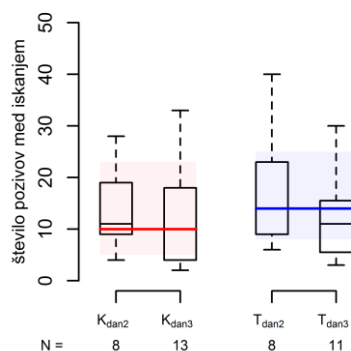 število pozivov med iskanjem
50
40
30
20
10
0
K_dan2 K_dan3 T_dan2 T_dan3
N = 8 13 8 11